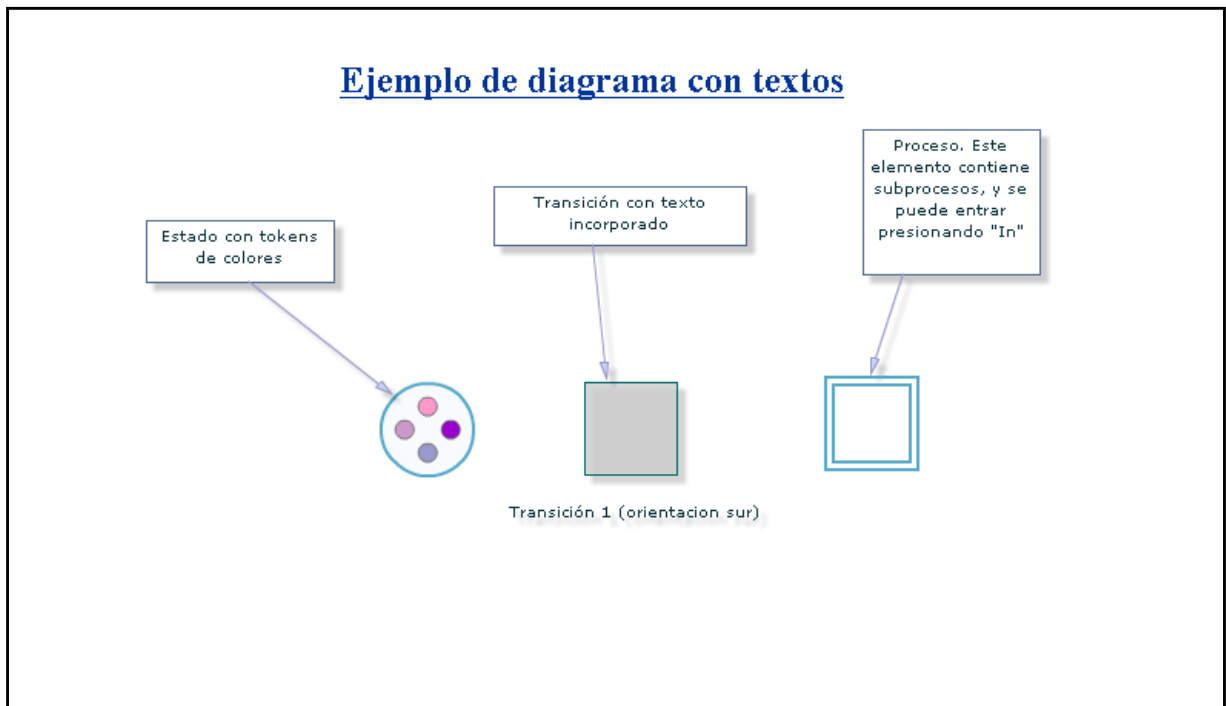 Ejemplo de diagrama con textos
Estado con tokens
de colores
Transición con texto
incorporado
Proceso. Este
elemento contiene
subprocesos, y se
puede entrar
presionando "In"
Transición 1 (orientacion sur)